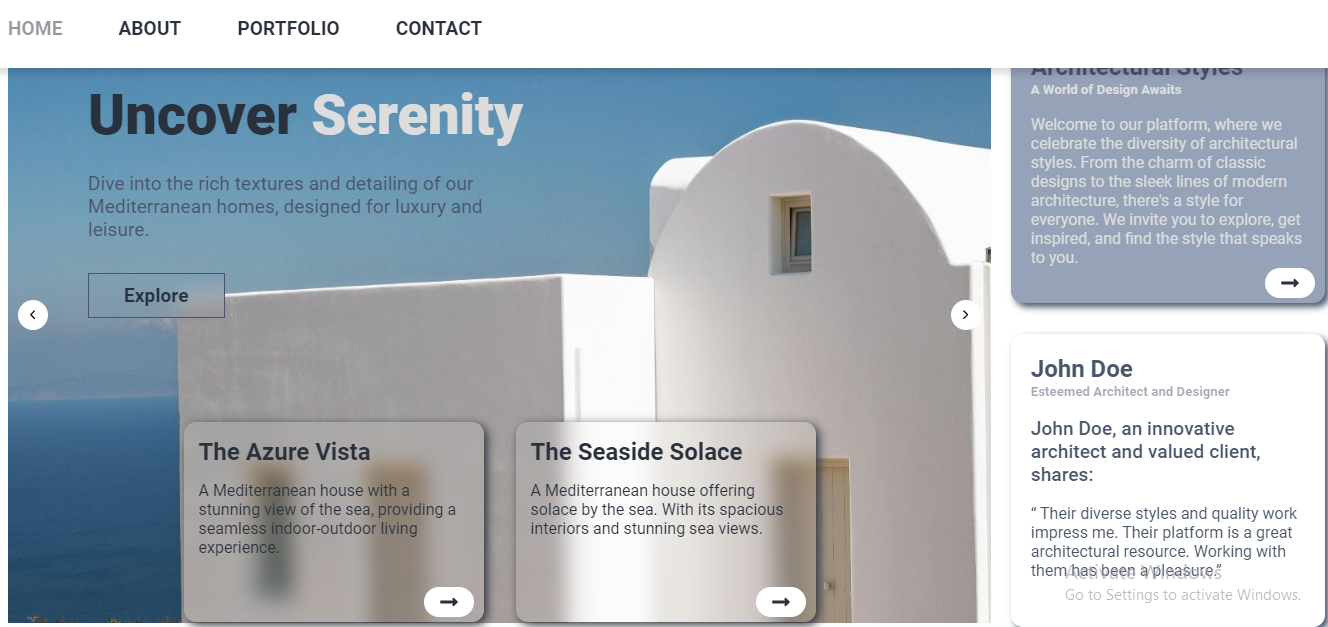 HOME ABOUT PORTFOLIO CONTACT
Uncover Serenity
Dive into the rich textures and detailing of our
Mediterranean homes, designed for luxury and
leisure.
Explore
The Azure Vista
A Mediterranean house with a
stunning view of the sea, providing a
seamless indoor-outdoor living
experience.
The Seaside Solace
A Mediterranean house offering
solace by the sea. With its spacious
interiors and stunning sea views.
Architectural Styles
A World of Design Awaits
Welcome to our platform, where we
celebrate the diversity of architectural
styles. From the charm of classic
designs to the sleek lines of modern
architecture, there's a style for
everyone. We invite you to explore, get
inspired, and find the style that speaks
to you.
John Doe
Esteemed Architect and Designer
John Doe, an innovative
architect and valued client,
shares:
“ Their diverse styles and quality work
impress me. Their platform is a great
architectural resource. Working with
them has been a pleasure.”
Activate Windows
Go to Settings to activate Windows.